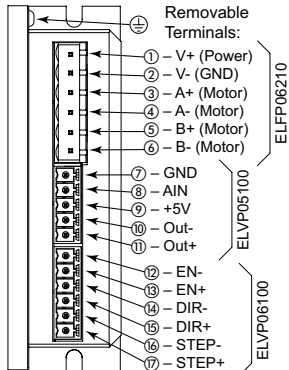 Removable
Terminals:
① – V+ (Power)
② – V- (GND)
③ – A+ (Motor)
④ – A- (Motor)
⑤ – B+ (Motor)
⑥ – B- (Motor)
ELFP06210
⑦ – GND
⑧ – AIN
⑨ – +5V
⑩ – Out-
⑪ – Out+
ELVP05100
⑫ – EN-
⑬ – EN+
⑭ – DIR-
⑮ – DIR+
⑯ – STEP-
⑰ – STEP+
ELVP06100